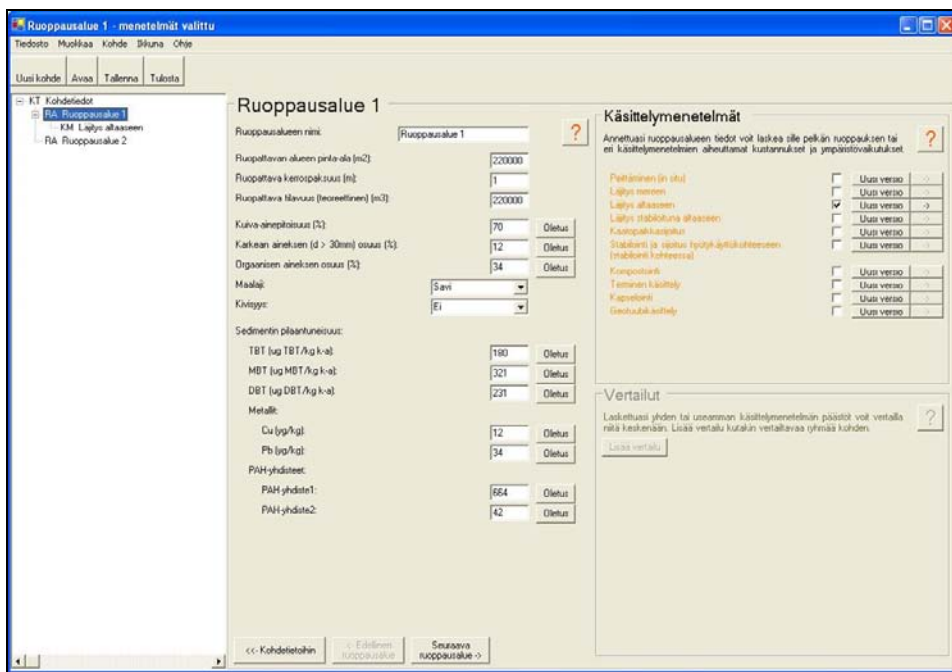 Ruoppausalue 1 - menetelmät valittu
Tiedosto Muokkaa Kohde Ikkuna Ohje
Uusi kohde Avaa Tallenna Tulosta
KT Kohdetiedot
RA Ruoppausalue 1
KM Läjitys altaaseen
RA Ruoppausalue 2
Ruoppausalue 1
Ruoppausalueen nimi: Ruoppausalue 1 ?
Ruopattavan alueen pinta-ala (m2): 220000
Ruopattava kerrospaksuus (m): 1
Ruopattava tilavuus (teoreettinen) (m3): 220000
Kuiva-ainepitoisuus (%): 70 Oletus
Karkean aineksen (d > 30mm) osuus (%): 12 Oletus
Orgaanisen aineksen osuus (%): 34 Oletus
Maalaji: Savi
Kivisyys: Ei
Sedimentin pilaantuneisuus:
TBT (ug TBT/kg k-a): 180 Oletus
MBT (ug MBT/kg k-a): 321 Oletus
DBT (ug DBT/kg k-a): 231 Oletus
Metallit:
Cu (yg/kg): 12 Oletus
Pb (yg/kg): 34 Oletus
PAH-yhdisteet:
PAH-yhdiste1: 664 Oletus
PAH-yhdiste2: 42 Oletus
<<- Kohdetietoihin
<- Edellinen ruoppausalue
Seuraava ruoppausalue ->
Käsittelymenetelmät
Annettuasi ruoppausalueen tiedot voit laskea sille pelkän ruoppauksen tai
eri käsittelymenetelmien aiheuttamat kustannukset ja ympäristövaikutukset.
?
Peittäminen (in situ) Uusi versio ->
Läjitys mereen Uusi versio ->
Läjitys altaaseen Uusi versio ->
Läjitys stabiloituna altaaseen Uusi versio ->
Kaatopaikkasijoitus Uusi versio ->
Stabilointi ja sijoitus hyötykäyttökohteeseen Uusi versio ->
(stabilointi kohteessa)
Kompostointi Uusi versio ->
Terminen käsittely Uusi versio ->
Kapselointi Uusi versio ->
Geotuubikäsittely Uusi versio ->
Vertailut
Laskettuasi yhden tai useamman käsittelymenetelmän päästöt voit vertailla
niitä keskenään. Lisää vertailu kutakin vertailtavaa ryhmää kohden.
?
Lisää vertailu